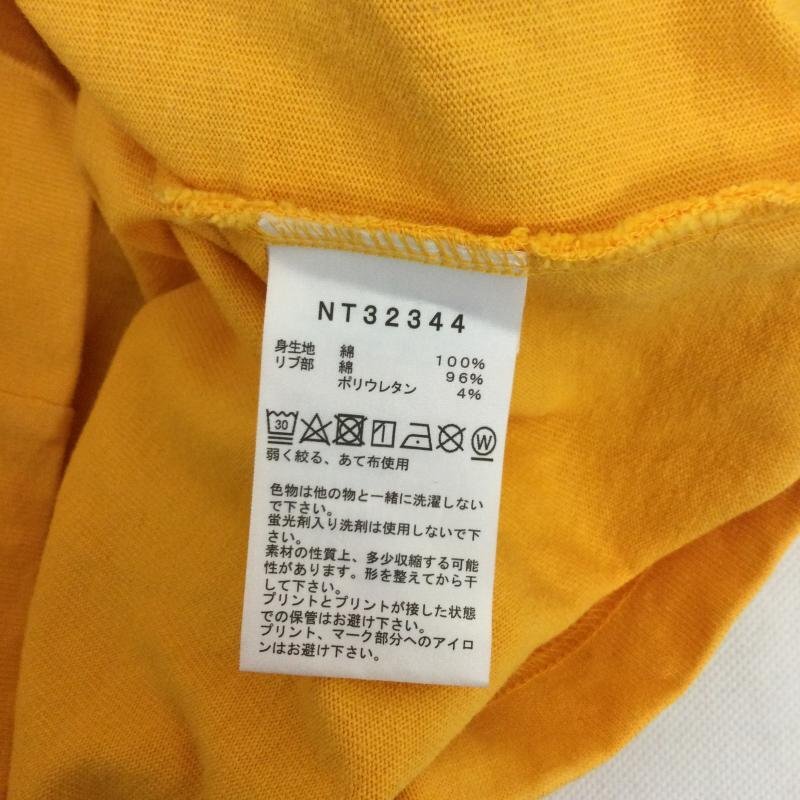 NT32344
身生地 綿 100%
リブ部 綿 96%
ポリウレタン 4%
30 W
弱く絞る、あて布使用
色物は他の物と一緒に洗濯しない
で下さい。
蛍光剤入り洗剤は使用しないで下
さい。
素材の性質上、多少収縮する可能
性があります。形を整えてから干
して下さい。
プリントとプリントが接した状態
での保管はお避け下さい。
プリント、マーク部分へのアイロ
ンはお避け下さい。